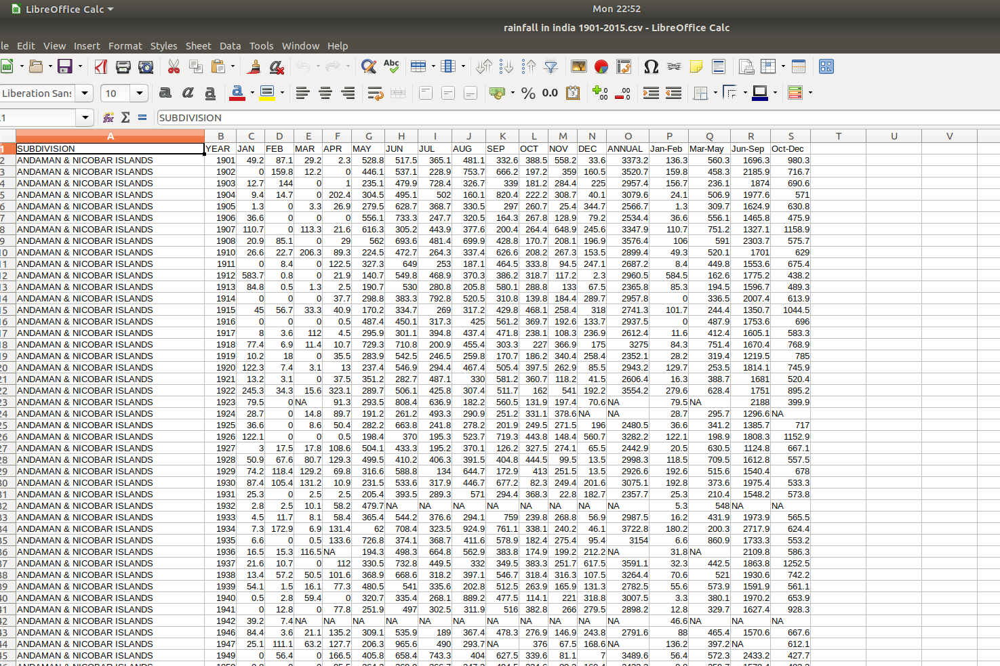 LibreOffice Calc
Mon 22:52
rainfall in india 1901-2015.csv - LibreOffice Calc
le Edit View Insert Format Styles Sheet Data Tools Window Help
Liberation Sans 10 a a a a % 0.0
SUBDIVISION
A B C D E F G H I J K L M N O P Q R S T U V
1 SUBDIVISION YEAR JAN FEB MAR APR MAY JUN JUL AUG SEP OCT NOV DEC ANNUAL Jan-Feb Mar-May Jun-Sep Oct-Dec
2 ANDAMAN & NICOBAR ISLANDS 1901 49.2 87.1 29.2 2.3 528.8 517.5 365.1 481.1 332.6 388.5 558.2 33.6 3373.2 136.3 560.3 1696.3 980.3
3 ANDAMAN & NICOBAR ISLANDS 1902 0 159.8 12.2 0 446.1 537.1 228.9 753.7 666.2 197.2 359 160.5 3520.7 159.8 458.3 2185.9 716.7
4 ANDAMAN & NICOBAR ISLANDS 1903 12.7 144 0 1 235.1 479.9 728.4 326.7 339 181.2 284.4 225 2957.4 156.7 236.1 1874 690.6
5 ANDAMAN & NICOBAR ISLANDS 1904 9.4 14.7 0 202.4 304.5 495.1 502 160.1 820.4 222.2 308.7 40.1 3079.6 24.1 506.9 1977.6 571
6 ANDAMAN & NICOBAR ISLANDS 1905 1.3 0 3.3 26.9 279.5 628.7 368.7 330.5 297 260.7 25.4 344.7 2566.7 1.3 309.7 1624.9 630.8
7 ANDAMAN & NICOBAR ISLANDS 1906 36.6 0 0 0 556.1 733.3 247.7 320.5 164.3 267.8 128.9 79.2 2534.4 36.6 556.1 1465.8 475.9
8 ANDAMAN & NICOBAR ISLANDS 1907 110.7 0 113.3 21.6 616.3 305.2 443.9 377.6 200.4 264.4 648.9 245.6 3347.9 110.7 751.2 1327.1 1158.9
9 ANDAMAN & NICOBAR ISLANDS 1908 20.9 85.1 0 29 562 693.6 481.4 699.9 428.8 170.7 208.1 196.9 3576.4 106 591 2303.7 575.7
10 ANDAMAN & NICOBAR ISLANDS 1910 26.6 22.7 206.3 89.3 224.5 472.7 264.3 337.4 626.6 208.2 267.3 153.5 2899.4 49.3 520.1 1701 629
11 ANDAMAN & NICOBAR ISLANDS 1911 0 8.4 0 122.5 327.3 649 253 187.1 464.5 333.8 94.5 247.1 2687.2 8.4 449.8 1553.6 675.4
12 ANDAMAN & NICOBAR ISLANDS 1912 583.7 0.8 0 21.9 140.7 549.8 468.9 370.3 386.2 318.7 117.2 2.3 2960.5 584.5 162.6 1775.2 438.2
13 ANDAMAN & NICOBAR ISLANDS 1913 84.8 0.5 1.3 2.5 190.7 530 280.8 205.8 580.1 288.8 133 67.5 2365.8 85.3 194.5 1596.7 489.3
14 ANDAMAN & NICOBAR ISLANDS 1914 0 0 0 37.7 298.8 383.3 792.8 520.5 310.8 139.8 184.4 289.7 2957.8 0 336.5 2007.4 613.9
15 ANDAMAN & NICOBAR ISLANDS 1915 45 56.7 33.3 40.9 170.2 334.7 269 317.2 429.8 468.1 258.4 318 2741.3 101.7 244.4 1350.7 1044.5
16 ANDAMAN & NICOBAR ISLANDS 1916 0 0 0 0.5 487.4 450.1 317.3 425 561.2 369.7 192.6 133.7 2937.5 0 487.9 1753.6 696
17 ANDAMAN & NICOBAR ISLANDS 1917 8 3.6 112 4.5 295.9 301.1 394.8 437.4 471.8 238.1 108.3 236.9 2612.4 11.6 412.4 1605.1 583.3
18 ANDAMAN & NICOBAR ISLANDS 1918 77.4 6.9 11.4 10.7 729.3 710.8 200.9 455.4 303.3 227 366.9 175 3275 84.3 751.4 1670.4 768.9
19 ANDAMAN & NICOBAR ISLANDS 1919 10.2 18 0 35.5 283.9 542.5 246.5 259.8 170.7 186.2 340.4 258.4 2352.1 28.2 319.4 1219.5 785
20 ANDAMAN & NICOBAR ISLANDS 1920 122.3 7.4 3.1 13 237.4 546.9 294.4 467.4 505.4 397.5 262.9 85.5 2943.2 129.7 253.5 1814.1 745.9
21 ANDAMAN & NICOBAR ISLANDS 1921 13.2 3.1 0 37.5 351.2 282.7 487.1 330 581.2 360.7 118.2 41.5 2606.4 16.3 388.7 1681 520.4
22 ANDAMAN & NICOBAR ISLANDS 1922 245.3 34.3 15.6 323.1 289.7 506.1 425.8 307.4 511.7 162 541 192.2 3554.2 279.6 628.4 1751 895.2
23 ANDAMAN & NICOBAR ISLANDS 1923 79.5 0 NA 91.3 293.5 808.4 636.9 182.2 560.5 131.9 197.4 70.6 NA 79.5 NA 2188 399.9
24 ANDAMAN & NICOBAR ISLANDS 1924 28.7 0 14.8 89.7 191.2 261.2 493.3 290.9 251.2 331.1 378.6 NA NA 28.7 295.7 1296.6 NA
25 ANDAMAN & NICOBAR ISLANDS 1925 36.6 0 8.6 50.4 282.2 663.8 241.8 278.2 201.9 249.5 271.5 196 2480.5 36.6 341.2 1385.7 717
26 ANDAMAN & NICOBAR ISLANDS 1926 122.1 0 0 0.5 198.4 370 195.3 523.7 719.3 443.8 148.4 560.7 3282.2 122.1 198.9 1808.3 1152.9
27 ANDAMAN & NICOBAR ISLANDS 1927 3 17.5 17.8 108.6 504.1 433.3 195.2 370.1 126.2 327.5 274.1 65.5 2442.9 20.5 630.5 1124.8 667.1
28 ANDAMAN & NICOBAR ISLANDS 1928 50.9 67.6 80.7 129.3 499.5 410.2 406.3 391.5 404.8 444.5 99.5 13.5 2998.3 118.5 709.5 1612.8 557.5
29 ANDAMAN & NICOBAR ISLANDS 1929 74.2 118.4 129.2 69.8 316.6 588.8 134 644.7 172.9 413 251.5 13.5 2926.6 192.6 515.6 1540.4 678
30 ANDAMAN & NICOBAR ISLANDS 1930 87.4 105.4 131.2 10.9 231.5 533.6 317.9 446.7 677.2 82.3 249.4 201.6 3075.1 192.8 373.6 1975.4 533.3
31 ANDAMAN & NICOBAR ISLANDS 1931 25.3 0 2.5 2.5 205.4 393.5 289.3 571 294.4 368.3 22.8 182.7 2357.7 25.3 210.4 1548.2 573.8
32 ANDAMAN & NICOBAR ISLANDS 1932 2.8 2.5 10.1 58.2 479.7 NA NA NA NA NA NA NA NA 5.3 548 NA NA
33 ANDAMAN & NICOBAR ISLANDS 1933 4.5 11.7 8.1 58.4 365.4 544.2 376.6 294.1 759 239.8 268.8 56.9 2987.5 16.2 431.9 1973.9 565.5
34 ANDAMAN & NICOBAR ISLANDS 1934 7.3 172.9 6.9 131.4 62 708.4 323.5 924.9 761.1 338.1 240.2 46.1 3722.8 180.2 200.3 2717.9 624.4
35 ANDAMAN & NICOBAR ISLANDS 1935 6.6 0 0.5 133.6 726.8 374.1 368.7 411.6 578.9 182.4 275.4 95.4 3154 6.6 860.9 1733.3 553.2
36 ANDAMAN & NICOBAR ISLANDS 1936 16.5 15.3 116.5 NA 194.3 498.3 664.8 562.9 383.8 174.9 199.2 212.2 NA 31.8 NA 2109.8 586.3
37 ANDAMAN & NICOBAR ISLANDS 1937 21.6 10.7 0 112 330.5 732.8 449.5 332 349.5 383.3 251.7 617.5 3591.1 32.3 442.5 1863.8 1252.5
38 ANDAMAN & NICOBAR ISLANDS 1938 13.4 57.2 50.5 101.6 368.9 668.6 318.2 397.1 546.7 318.4 316.3 107.5 3264.4 70.6 521 1930.6 742.2
39 ANDAMAN & NICOBAR ISLANDS 1939 54.1 1.5 16.1 77.3 480.5 541 335.6 202.8 512.5 263.9 165.9 131.3 2782.5 55.6 573.9 1591.9 561.1
40 ANDAMAN & NICOBAR ISLANDS 1940 0.5 2.8 59.4 0 320.7 335.4 268.1 889.2 477.5 114.1 221 318.8 3007.5 3.3 380.1 1970.2 653.9
41 ANDAMAN & NICOBAR ISLANDS 1941 0 12.8 0 77.8 251.9 497 302.5 311.9 516 382.8 266 279.5 2898.2 12.8 329.7 1627.4 928.3
42 ANDAMAN & NICOBAR ISLANDS 1942 39.2 7.4 NA NA NA NA NA NA NA NA NA NA NA 46.6 NA NA NA
43 ANDAMAN & NICOBAR ISLANDS 1946 84.4 3.6 21.1 135.2 309.1 535.9 189 367.4 478.3 276.9 146.9 243.8 2791.6 88 465.4 1570.6 667.6
44 ANDAMAN & NICOBAR ISLANDS 1947 25.1 111.1 63.2 127.7 206.3 965.6 490 293.7 NA 376 67.5 168.6 NA 136.2 397.2 NA 612.1
45 ANDAMAN & NICOBAR ISLANDS 1949 0 56.4 0 166.5 405.8 658.4 743.3 404 627.5 339.6 81.1 7 3489.6 56.4 572.3 2433.2 427.7